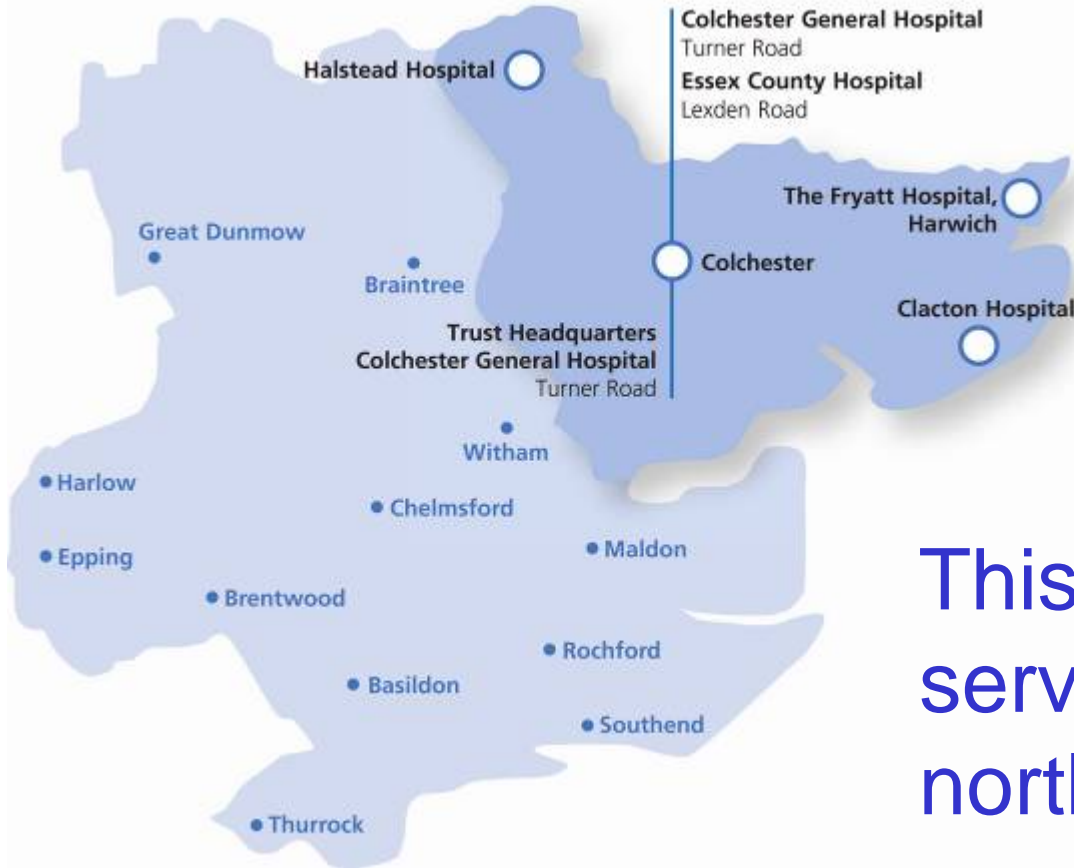 Colchester General Hospital
Turner Road
Essex County Hospital
Lexden Road
Halstead Hospital
The Fryatt Hospital,
Harwich
Great Dunmow
Braintree
Colchester
Clacton Hospital
Trust Headquarters
Colchester General Hospital
Turner Road
Witham
Harlow
Chelmsford
Epping
Maldon
Brentwood
Rochford
Basildon
Southend
Thurrock
This
serv
north